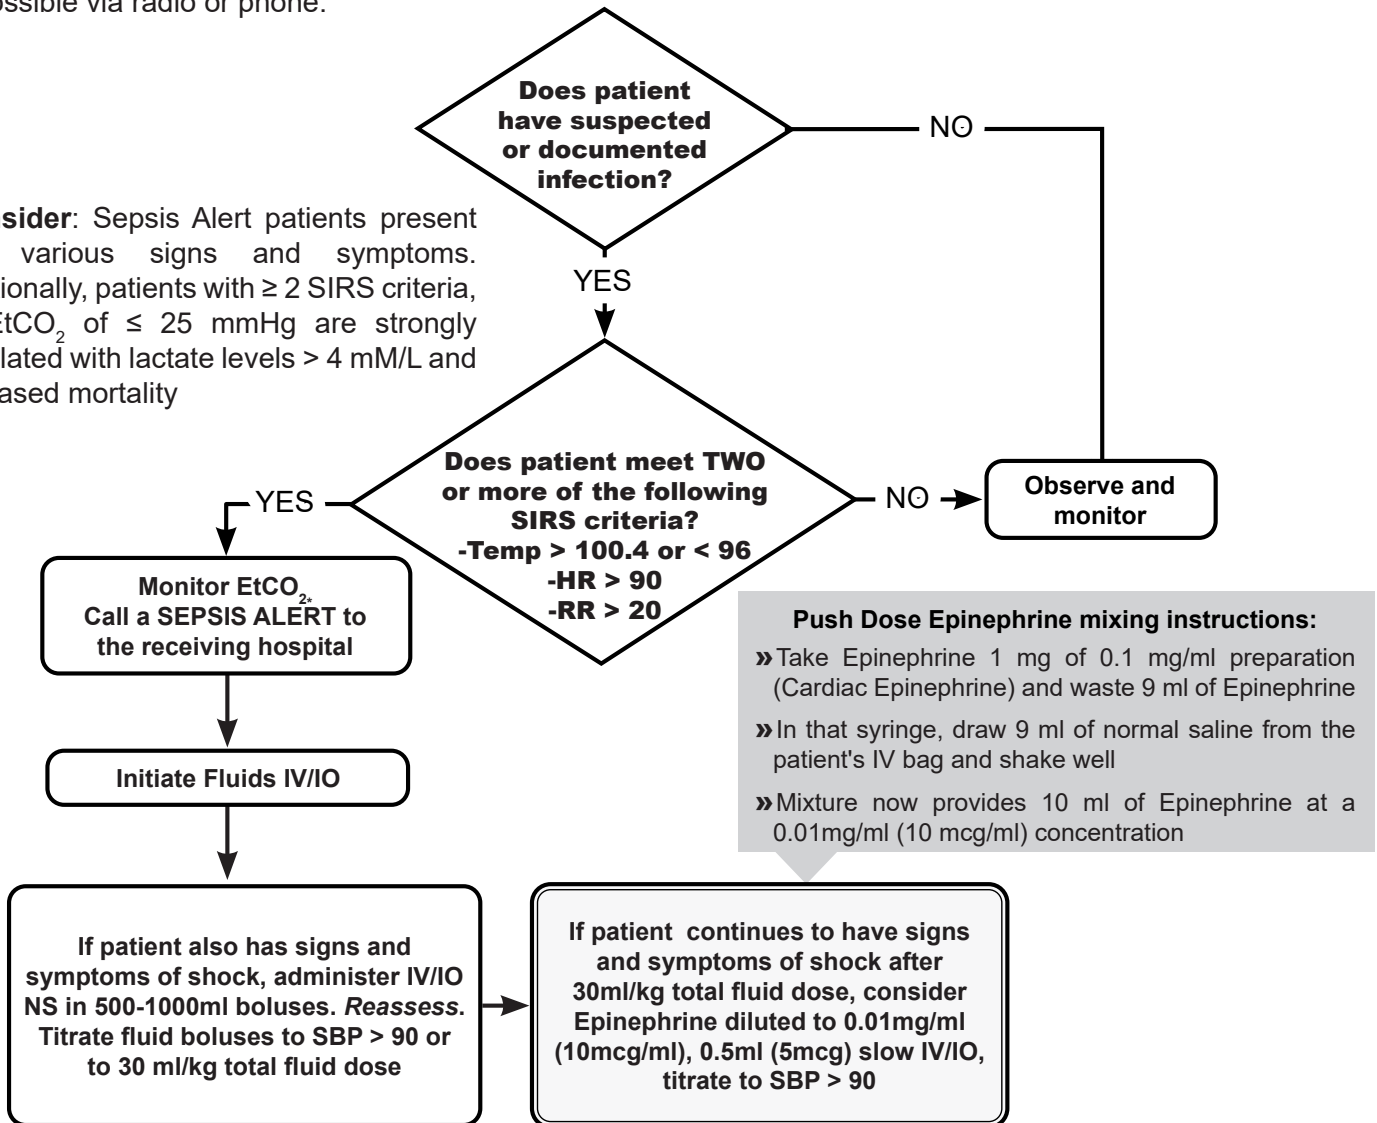 ossible via radio or phone.
Does patient
have suspected
or documented
infection?
NO
sider: Sepsis Alert patients present
various signs and symptoms.
ionally, patients with ≥ 2 SIRS criteria,
EtCO2 of ≤ 25 mmHg are strongly
lated with lactate levels > 4 mM/L and
ased mortality
YES
Does patient meet TWO
or more of the following
SIRS criteria?
-Temp > 100.4 or < 96
-HR > 90
-RR > 20
NO
Observe and
monitor
YES
Monitor EtCO2*
Call a SEPSIS ALERT to
the receiving hospital
Initiate Fluids IV/IO
Push Dose Epinephrine mixing instructions:
»Take Epinephrine 1 mg of 0.1 mg/ml preparation
(Cardiac Epinephrine) and waste 9 ml of Epinephrine
»In that syringe, draw 9 ml of normal saline from the
patient's IV bag and shake well
»Mixture now provides 10 ml of Epinephrine at a
0.01mg/ml (10 mcg/ml) concentration
If patient also has signs and
symptoms of shock, administer IV/IO
NS in 500-1000ml boluses. Reassess.
Titrate fluid boluses to SBP > 90 or
to 30 ml/kg total fluid dose
If patient continues to have signs
and symptoms of shock after
30ml/kg total fluid dose, consider
Epinephrine diluted to 0.01mg/ml
(10mcg/ml), 0.5ml (5mcg) slow IV/IO,
titrate to SBP > 90